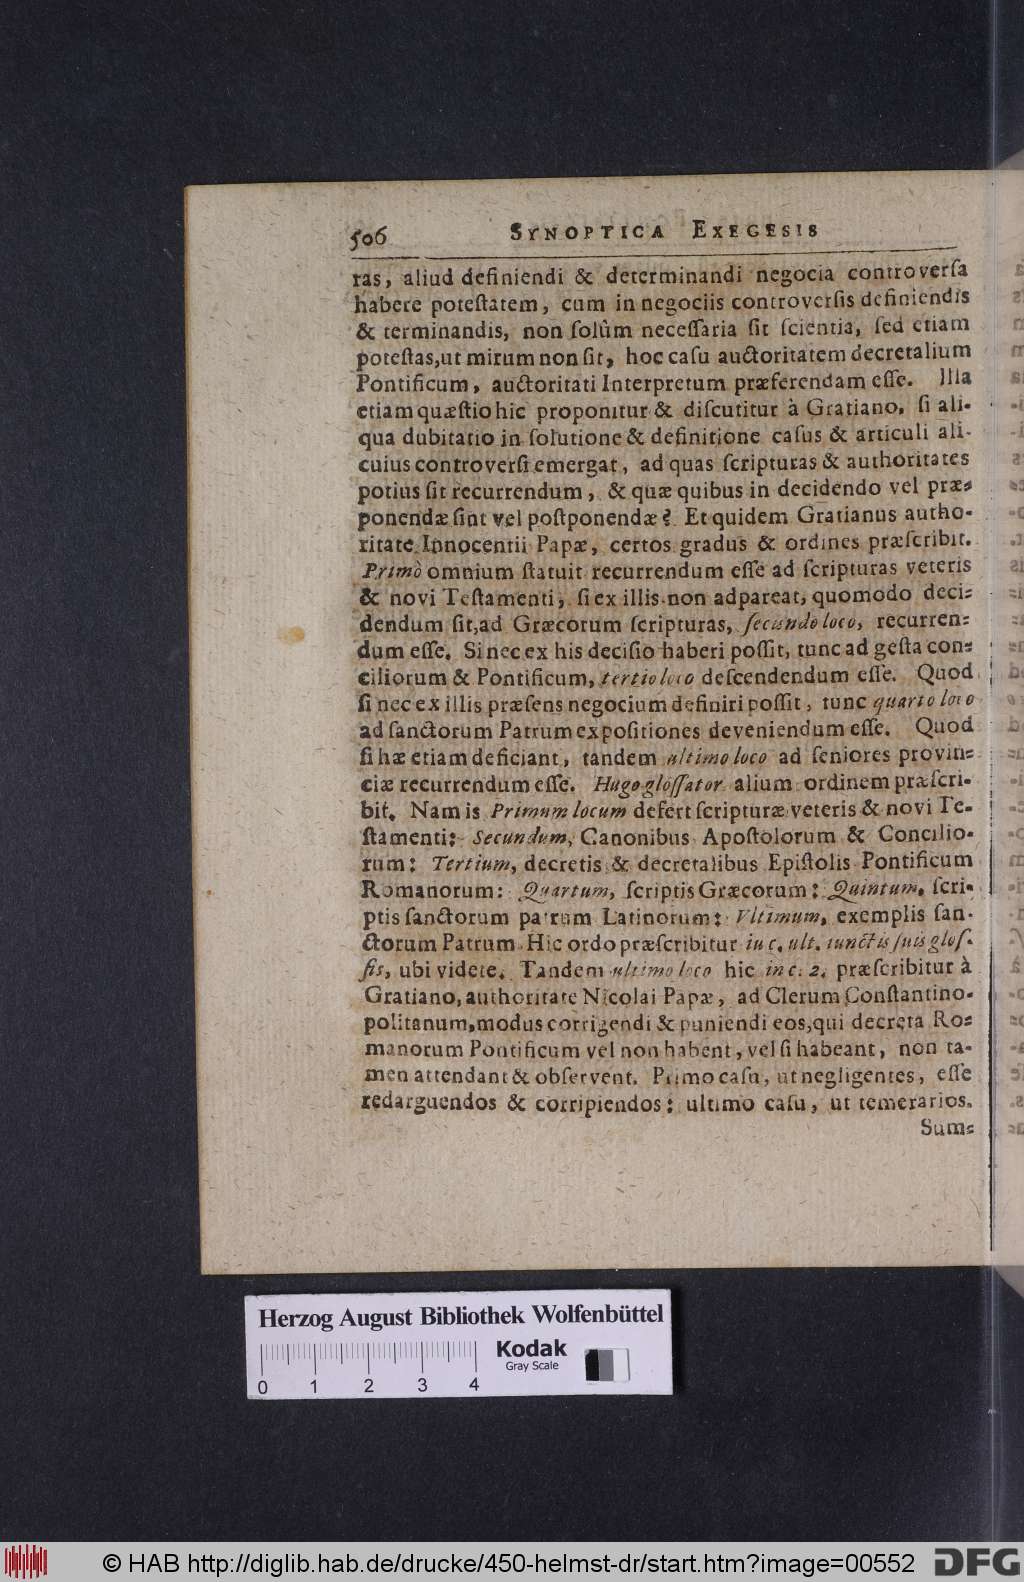 506 SYNOPTICA EXEGESIS
ras, aliud definiendi & determinandi negocia controverſa
habere poteſtatem, cum in negociis controverſis definiendis
& terminandis, non ſolûm neceſſaria ſit ſcientia, ſed etiam
poteſtas, ut mirum non ſit, hoc caſu auctoritatem decretalium
Pontificum, auctoritati Interpretum præferendam eſſe. Illa
etiam quæſtio hic proponitur & diſcutitur à Gratiano, ſi ali-
qua dubitatio in ſolutione & definitione caſus & articuli ali-
cuius controverſi emergat, ad quas ſcripturas & authoritates
potius ſit recurrendum, & quæ quibus in decidendo vel præ-
ponendæ ſint vel poſtponendæ? Et quidem Gratianus autho-
ritate Innocentii Papæ, certos gradus & ordines præſcribit.
Primò omnium ſtatuit recurrendum eſſe ad ſcripturas veteris
& novi Teſtamenti, ſi ex illis non adpareat, quomodo deci-
dendum ſit, ad Græcorum ſcripturas, ſecundo loco, recurren-
dum eſſe. Si nec ex his deciſio haberi poſſit, tunc ad geſta con-
ciliorum & Pontificum, tertio loco deſcendendum eſſe. Quod
ſi nec ex illis præſens negocium definiri poſſit, tunc quarto loco
ad ſanctorum Patrum expoſitiones deveniendum eſſe. Quod
ſi hæ etiam deficiant, tandem ultimo loco ad ſeniores provin-
ciæ recurrendum eſſe. Hugo gloſſator alium ordinem præſcri-
bit. Nam is Primum locum defert ſcripturæ veteris & novi Te-
ſtamenti: Secundum, Canonibus Apoſtolorum & Concilio-
rum: Tertium, decretis & decretalibus Epiſtolis Pontificum
Romanorum: Quartum, ſcriptis Græcorum: Quintum, ſcri-
ptis ſanctorum patrum Latinorum: Vltimum, exemplis ſan-
ctorum Patrum. Hic ordo præſcribitur in c. ult. iunctis ſuis gloſ-
ſis, ubi videte. Tandem ultimo loco hic in c. 2. præſcribitur à
Gratiano, authoritate Nicolai Papæ, ad Clerum Conſtantino-
politanum, modus corrigendi & puniendi eos, qui decreta Ro-
manorum Pontificum vel non habent, vel ſi habeant, non ta-
men attendant & obſervent. Primo caſu, ut negligentes, eſſe
redarguendos & corripiendos: ultimo caſu, ut temerarios.
Sum-
Herzog August Bibliothek Wolfenbüttel
Kodak
Gray Scale
0 1 2 3 4
© HAB http://diglib.hab.de/drucke/450-helmst-dr/start.htm?image=00552
DFG